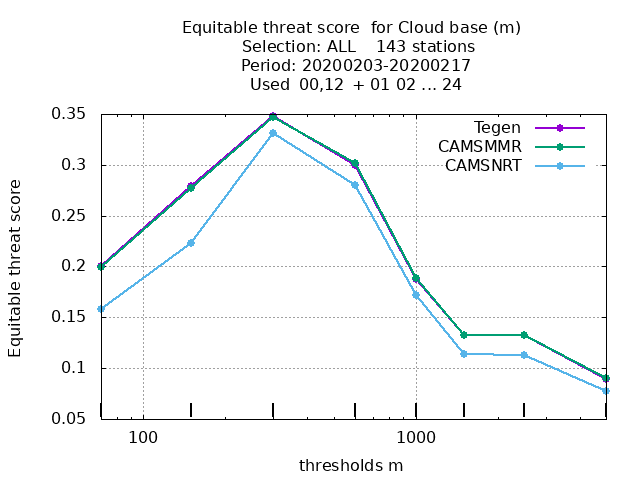 Equitable threat score  for Cloud base (m)
Selection: ALL    143 stations
Period: 20200203-20200217
Used  00,12  + 01 02 ... 24
Equitable threat score
0.35
0.3
0.25
0.2
0.15
0.1
0.05
Tegen
CAMSMMR
CAMSNRT
100
1000
thresholds m